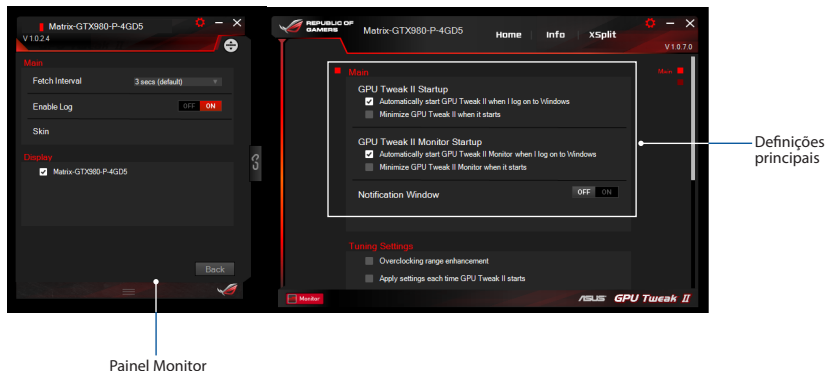 Matrix-GTX980-P-4GD5
V 1.0.2.4
Main
Fetch Interval
3 secs (default)
Enable Log
OFF ON
Skin
Display
Matrix-GTX980-P-4GD5
Back
REPUBLIC OF
GAMERS
Matrix-GTX980-P-4GD5
Home
Info
XSplit
V 1.0.7.0
Main
Main
GPU Tweak II Startup
Automatically start GPU Tweak II when I log on to Windows
Minimize GPU Tweak II when it starts
GPU Tweak II Monitor Startup
Automatically start GPU Tweak II Monitor when I log on to Windows
Minimize GPU Tweak II Monitor when it starts
Notification Window
OFF ON
Tuning Settings
Overclocking range enhancement
Apply settings each time GPU Tweak II starts
Monitor
ASUS GPU Tweak II
Definições
principais
Painel Monitor